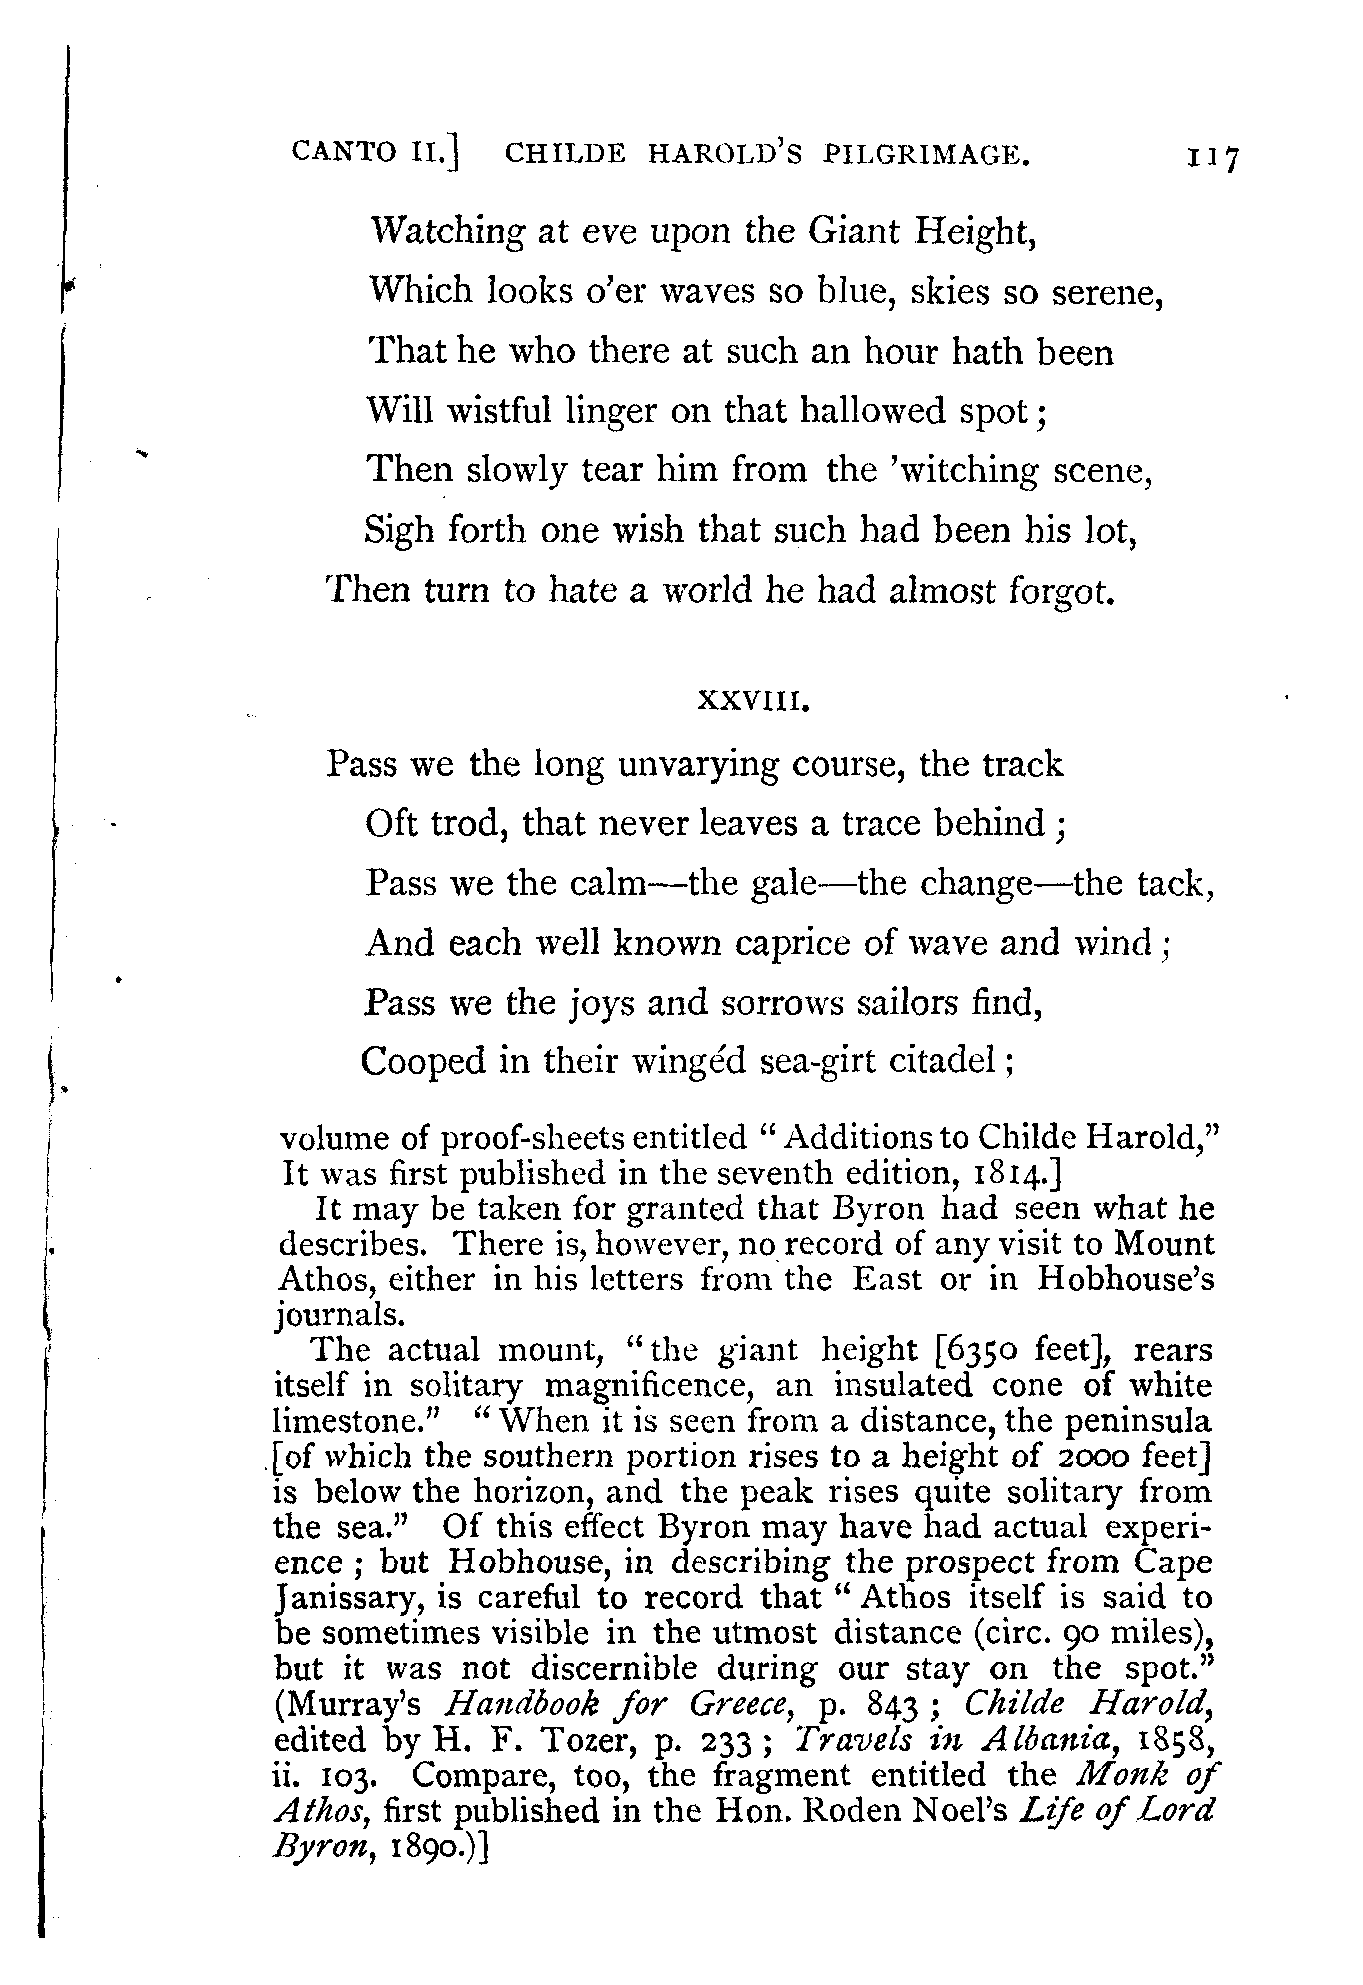 CANTO II.] CHILDE HAROLD'S PILGRIMAGE. 117
Watching at eve upon the Giant Height,
Which looks o'er waves so blue, skies so serene,
That he who there at such an hour hath been
Will wistful linger on that hallowed spot;
Then slowly tear him from the 'witching scene,
Sigh forth one wish that such had been his lot,
Then turn to hate a world he had almost forgot.
XXVIII.
Pass we the long unvarying course, the track
Oft trod, that never leaves a trace behind;
Pass we the calm—the gale—the change—the tack,
And each well known caprice of wave and wind;
Pass we the joys and sorrows sailors find,
Cooped in their wingéd sea-girt citadel;
volume of proof-sheets entitled "Additions to Childe Harold,"
It was first published in the seventh edition, 1814.]
It may be taken for granted that Byron had seen what he
describes. There is, however, no record of any visit to Mount
Athos, either in his letters from the East or in Hobhouse's
journals.
The actual mount, "the giant height [6350 feet], rears
itself in solitary magnificence, an insulated cone of white
limestone." "When it is seen from a distance, the peninsula
[of which the southern portion rises to a height of 2000 feet]
is below the horizon, and the peak rises quite solitary from
the sea." Of this effect Byron may have had actual experi-
ence; but Hobhouse, in describing the prospect from Cape
Janissary, is careful to record that "Athos itself is said to
be sometimes visible in the utmost distance (circ. 90 miles),
but it was not discernible during our stay on the spot."
(Murray's Handbook for Greece, p. 843; Childe Harold,
edited by H. F. Tozer, p. 233; Travels in Albania, 1858,
ii. 103. Compare, too, the fragment entitled the Monk of
Athos, first published in the Hon. Roden Noel's Life of Lord
Byron, 1890.)]